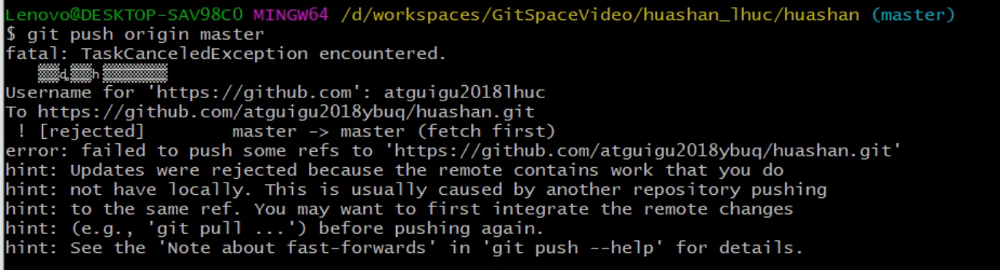 Lenovo@DESKTOP-SAV98C0 MINGW64 /d/workspaces/GitSpaceVideo/huashan_lhuc/huashan (master)
$ git push origin master
fatal: TaskCanceledException encountered.
Username for 'https://github.com': atguigu2018lhuc
To https://github.com/atguigu2018ybuq/huashan.git
 ! [rejected]        master -> master (fetch first)
error: failed to push some refs to 'https://github.com/atguigu2018ybuq/huashan.git'
hint: Updates were rejected because the remote contains work that you do
hint: not have locally. This is usually caused by another repository pushing
hint: to the same ref. You may want to first integrate the remote changes
hint: (e.g., 'git pull ...') before pushing again.
hint: See the 'Note about fast-forwards' in 'git push --help' for details.